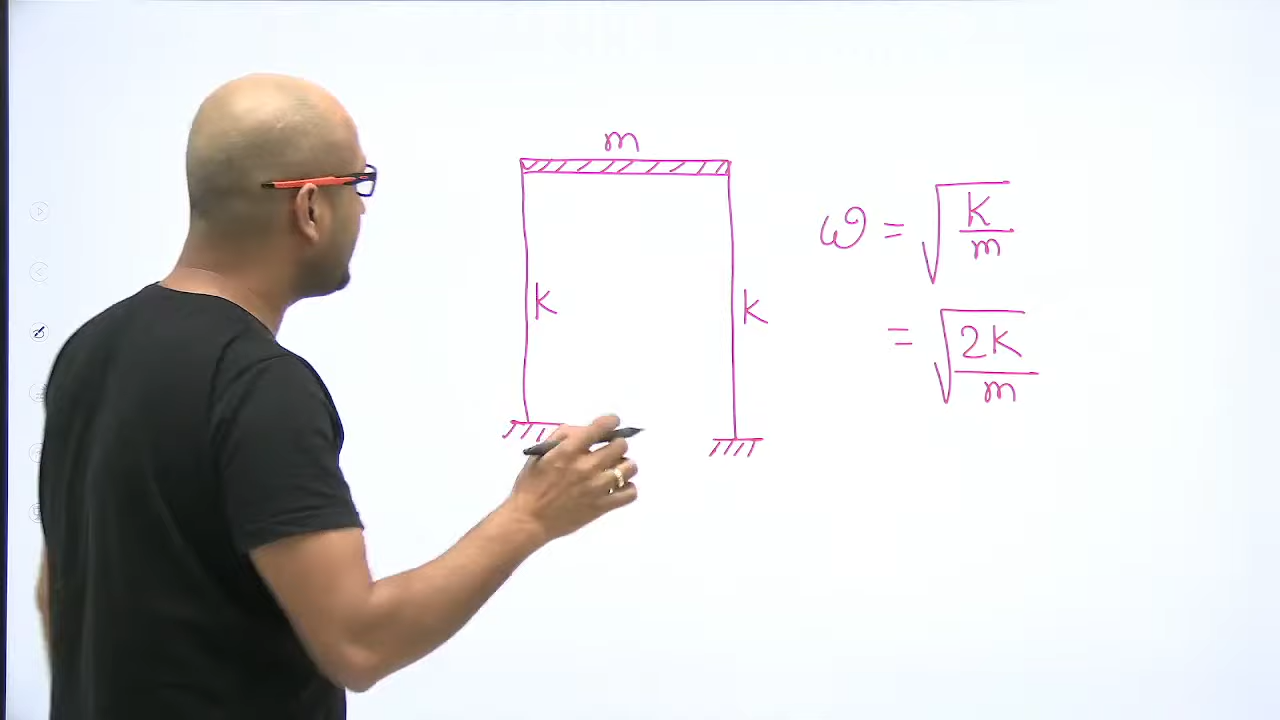 m
k
k
ω = √(k/m)
= √(2k/m)